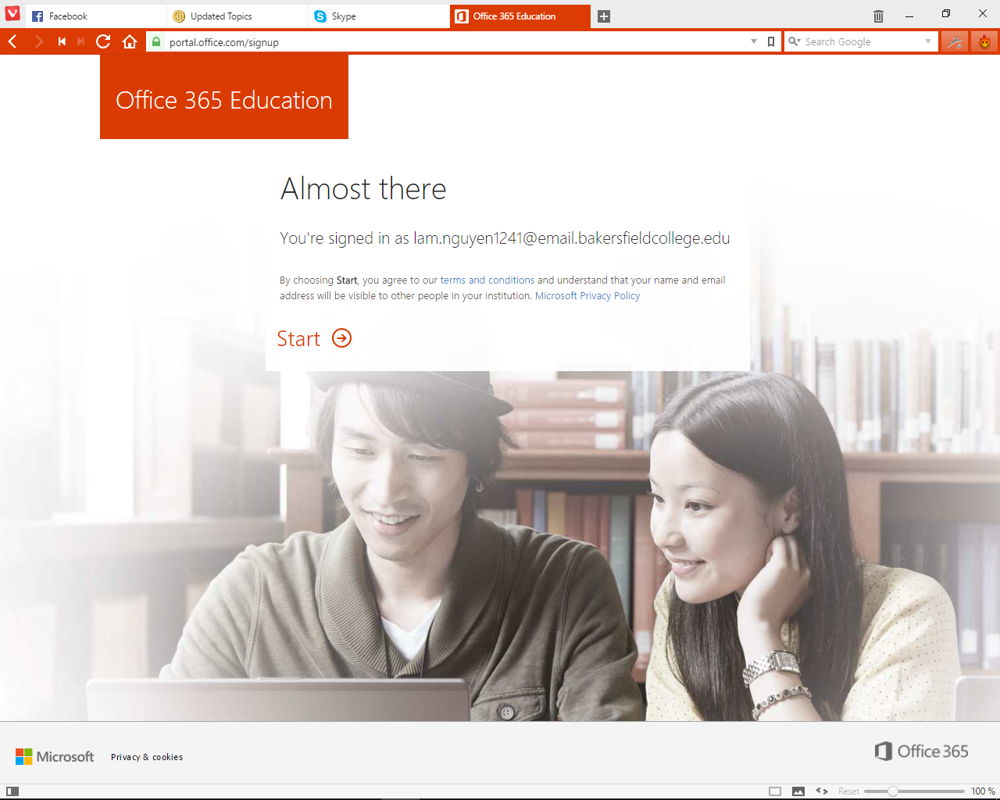 Facebook
Updated Topics
Skype
Office 365 Education
portal.office.com/signup
Search Google
Office 365 Education
Almost there
You're signed in as lam.nguyen1241@email.bakersfieldcollege.edu
By choosing Start, you agree to our terms and conditions and understand that your name and email
address will be visible to other people in your institution. Microsoft Privacy Policy
Start
Microsoft
Privacy & cookies
Office 365
Reset
100 %